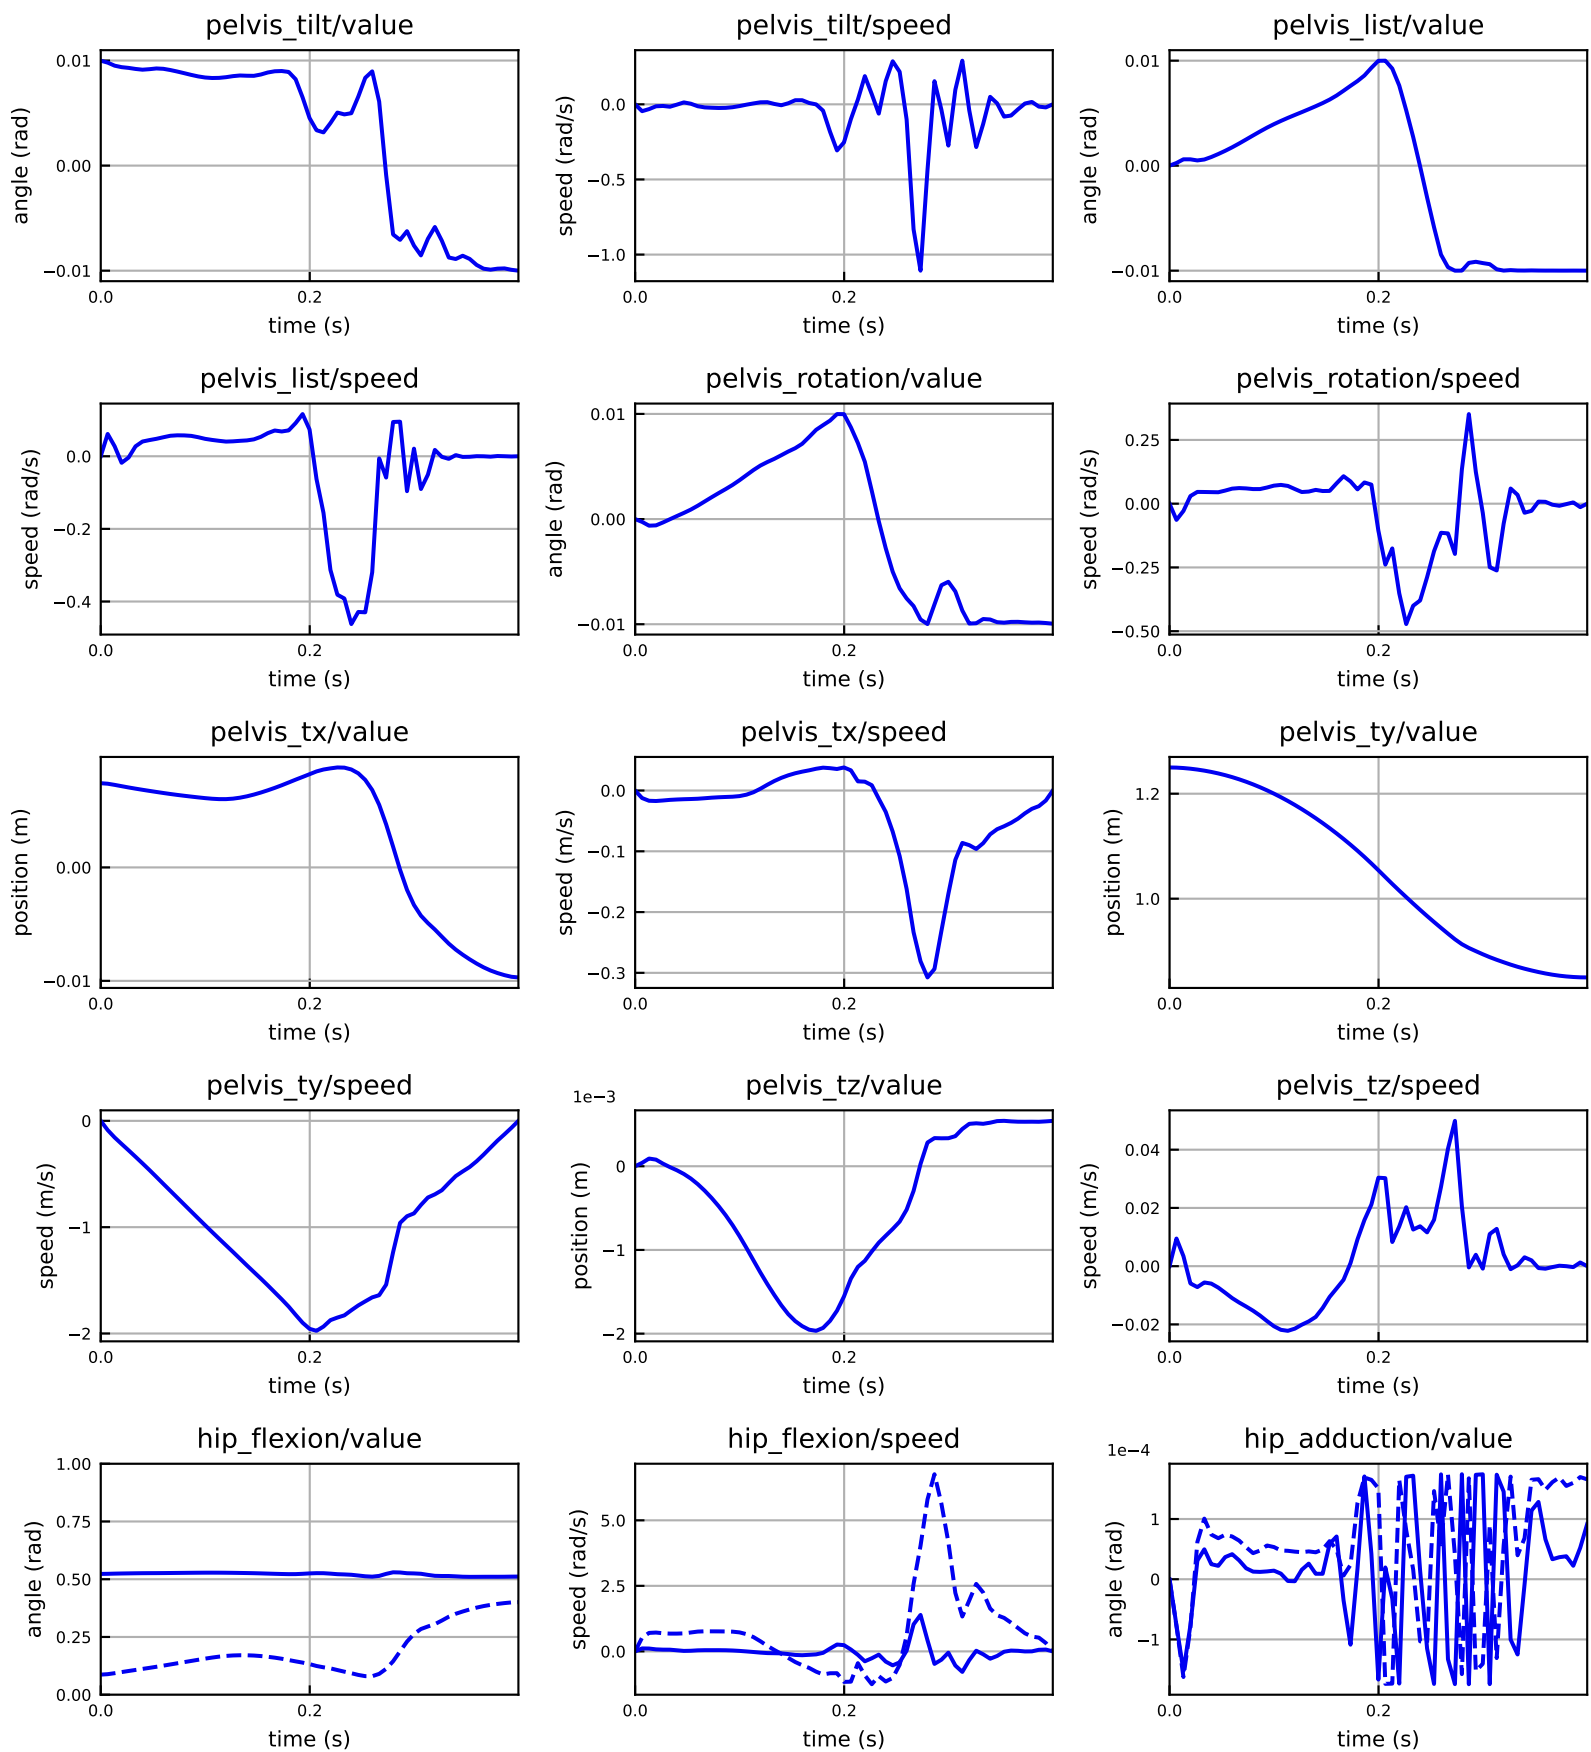 pelvis_tilt/value
pelvis_tilt/speed
pelvis_list/value
angle (rad)
0.01
0.00
−0.01
0.0
0.2
time (s)
speed (rad/s)
0.0
−0.5
−1.0
0.0
0.2
time (s)
angle (rad)
0.01
0.00
−0.01
0.0
0.2
time (s)
pelvis_list/speed
pelvis_rotation/value
pelvis_rotation/speed
speed (rad/s)
0.0
−0.2
−0.4
0.0
0.2
time (s)
angle (rad)
0.01
0.00
−0.01
0.0
0.2
time (s)
speed (rad/s)
0.25
0.00
−0.25
−0.50
0.0
0.2
time (s)
pelvis_tx/value
pelvis_tx/speed
pelvis_ty/value
position (m)
0.00
−0.01
0.0
0.2
time (s)
speed (m/s)
0.0
−0.1
−0.2
−0.3
0.0
0.2
time (s)
position (m)
1.2
1.0
0.0
0.2
time (s)
pelvis_ty/speed
pelvis_tz/value
pelvis_tz/speed
speed (m/s)
0
−1
−2
0.0
0.2
time (s)
1e−3
position (m)
0
−1
−2
0.0
0.2
time (s)
speed (m/s)
0.04
0.02
0.00
−0.02
0.0
0.2
time (s)
hip_flexion/value
hip_flexion/speed
hip_adduction/value
angle (rad)
1.00
0.75
0.50
0.25
0.00
0.0
0.2
time (s)
speed (rad/s)
5.0
2.5
0.0
0.0
0.2
time (s)
1e−4
angle (rad)
1
0
−1
0.0
0.2
time (s)